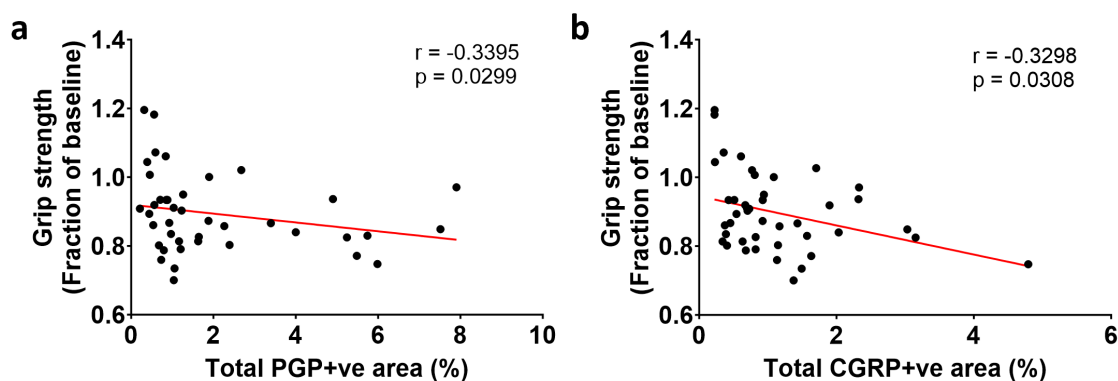 a
r = -0.3395
p = 0.0299
Grip strength
(Fraction of baseline)
1.4
1.2
1.0
0.8
0.6
0
2
4
6
8
10
Total PGP+ve area (%)
b
r = -0.3298
p = 0.0308
Grip strength
(Fraction of baseline)
1.4
1.2
1.0
0.8
0.6
0
2
4
6
Total CGRP+ve area (%)